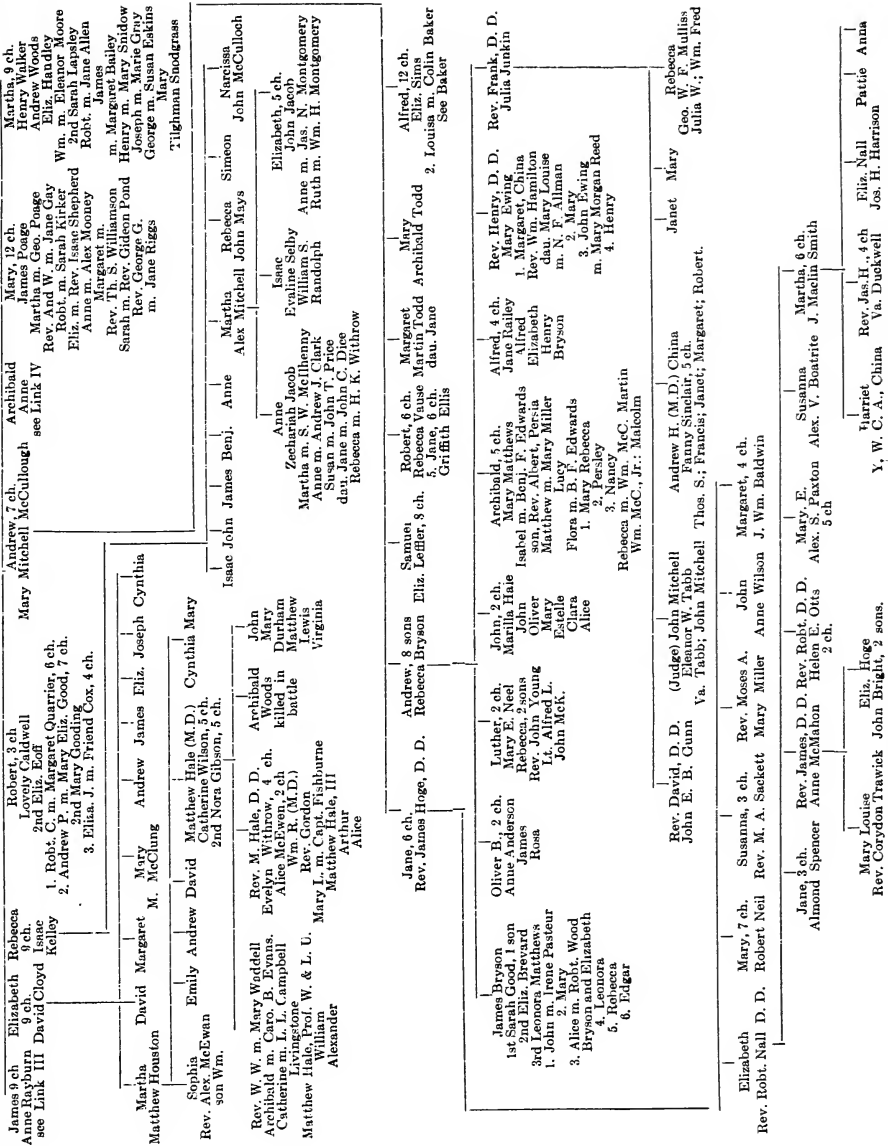 James 9 ch
Anne Rayburn
see Link III
Elizabeth
9 ch.
David Cloyd
Rebecca
9 ch.
Isaac
Kelley
Robert, 3 ch
Lovely Caldwell
2nd Eliz. Eoff
1. Robt. C. m. Margaret Quarrier, 6 ch.
2. Andrew P. m. Mary Eliz. Good, 7 ch.
2nd Mary Gooding
3. Eliza. J. m. Friend Cox, 4 ch.
Andrew, 7 ch.
Mary Mitchell McCullough
Archibald
Anne
see Link IV
Mary, 12 ch.
James Poage
Martha m. Geo. Poage
Rev. And W. m. Jane Gay
Robt. m. Sarah Kirker
Eliz. m. Rev. Isaac Shepherd
Anne m. Alex. Mooney
Margaret m.
Rev. Th. S. Williamson
Sarah m. Rev. Gideon Pond
Rev. George G.
m. Jane Riggs
Martha, 9 ch.
Henry Walker
Andrew Woods
Eliz. Handley
Wm. m. Eleanor Moore
2nd Sarah Lapsley
Robt. m. Jane Allen
James
m. Margaret Bailey
Henry m. Mary Snidow
Joseph m. Marie Gray
George m. Susan Eskins
Mary
Tilghman Snodgrass
Martha
Matthew Houston
David
Margaret
Mary
M. McClung
Andrew
James
Eliz.
Joseph
Cynthia
Isaac
John
James
Benj.
Anne
Martha
Alex Mitchell
Rebecca
John Mays
Simeon
Narcissa
John McCulloch
Sophia
Rev. Alex. McEwan
son Wm.
Emily
Andrew
David
Matthew Hale (M.D.)
Catherine Wilson, 5 ch.
2nd Nora Gibson, 5 ch.
Cynthia
Mary
Anne
Zechariah Jacob
Martha m. S. W. McIlhenny
Anne m. Andrew J. Clark
Susan m. John T. Price
dau. Jane m. John C. Dice
Rebecca m. H. K. Withrow
Isaac
Evaline Selby
William S.
Randolph
Elizabeth, 5 ch.
John Jacob
Anne m. Jas. N. Montgomery
Ruth m. Wm. H. Montgomery
Rev. W. W. m. Mary Waddell
Archibald m. Caro. B. Evans.
Catherine m. L. L. Campbell
Livingstone
Matthew Hale, Prof. W. & L. U.
William
Alexander
Rev. M. Hale, D. D.
Evelyn Withrow, 4 ch.
Alice McEwen, 2 ch
Wm. R. (M.D.)
Rev. Gordon
Mary L. m. Capt. Fishburne
Matthew Hale, III
Arthur
Alice
Archibald
Woods
killed in
battle
John
Mary
Durham
Matthew
Lewis
Virginia
Jane, 6 ch.
Rev. James Hoge, D. D.
Andrew, 8 sons
Rebecca Bryson
Samuel
Eliz. Leffler, 8 ch.
Robert, 6 ch.
Rebecca Vause
5. Jane, 6 ch.
Griffith Ellis
Margaret
Martin Todd
dau. Jane
Mary
Archibald Todd
Alfred, 12 ch.
Eliz. Sims
2. Louisa m. Colin Baker
See Baker
James Bryson
1st Sarah Good, 1 son
2nd Eliz. Brevard
3rd Leonora Matthews
1. John m. Irene Pasteur
2. Mary
3. Alice m. Robt. Wood
Bryson and Elizabeth
4. Leonora
5. Rebecca
6. Edgar
Oliver B., 2 ch.
Anne Anderson
James
Rosa
Luther, 2 ch.
Mary E. Neel
Rebecca, 2 sons
Rev. John Young
Lt. Alfred L.
John McK.
John, 2 ch.
Marilla Haie
John
Oliver
Mary
Estelle
Clara
Alice
Archibald, 5 ch.
Mary Matthews
Isabel m. Benj. F. Edwards
son, Rev. Albert, Persia
Matthew m. Mary Miller
Lucy
Flora m. B. F. Edwards
1. Mary Rebecca
2. Persley
3. Nancy
Rebecca m. Wm. McC. Martin
Wm. McC., Jr.: Malcolm
Alfred, 4 ch.
Jane Railey
Alfred
Elizabeth
Henry
Bryson
Rev. Henry, D. D.
Mary Ewing
1. Margaret, China
Rev. Wm. Hamilton
dau. Mary Louise
m. N. F. Allman
2. Mary
3. John Ewing
m. Mary Morgan Reed
4. Henry
Rev. Frank, D. D.
Julia Junkin
Rev. David, D. D.
John E. B. Gunn
(Judge) John Mitchell
Eleanor W. Tabb
Va. Tabb; John Mitchell
Andrew H. (M.D.) China
Fanny Sinclair, 5 ch.
Thos. S.; Francis; Janet; Margaret; Robert.
Janet
Mary
Rebecca
Geo. W. F. Mulliss
Julia W.; Wm. Fred
Elizabeth
Rev. Robt. Nall D. D.
Mary, 7 ch.
Robert Neil
Susanna, 3 ch.
Rev. M. A. Sackett
Rev. Moses A.
Mary Miller
John
Anne Wilson
Margaret, 4 ch.
J. Wm. Baldwin
Jane, 3 ch.
Almond Spencer
Rev. James, D. D.
Anne McMahon
Rev. Robt, D. D.
Helen E. Otts
2 ch.
Mary. E.
Alex. S. Paxton
5 ch
Susanna
Alex. V. Boatrite
Martha, 6 ch.
J. Maclin Smith
Mary Louise
Rev. Corydon Trawick
Eliz. Hoge
John Bright, 2 sons.
Harriet
Y, W. C. A., China
Rev. Jas. H., 4 ch
Va. Duckwell
Eliz. Nall
Jos. H. Harrison
Pattie
Anna